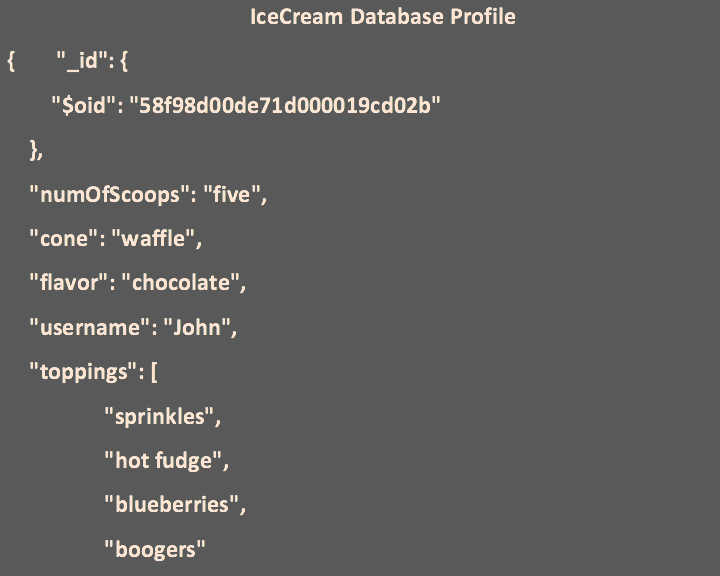 IceCream Database Profile
{ "_id": {
"$oid": "58f98d00de71d000019cd02b"
},
"numOfScoops": "five",
"cone": "waffle",
"flavor": "chocolate",
"username": "John",
"toppings": [
"sprinkles",
"hot fudge",
"blueberries",
"boogers"